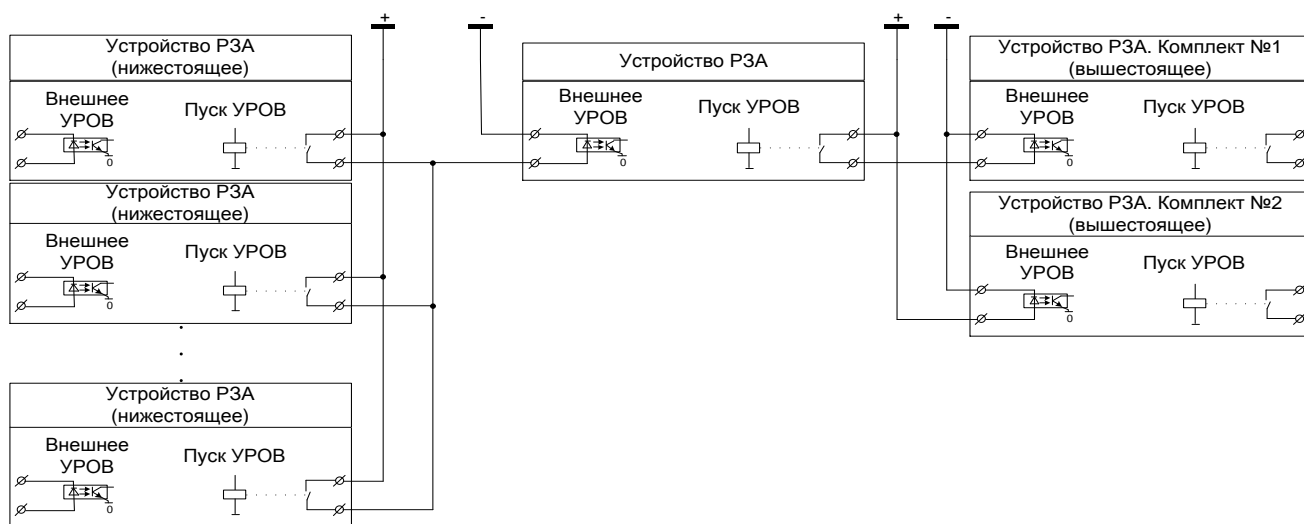 +
-
+
-
Устройство РЗА
(нижестоящее)
Внешнее
УРОВ
Пуск УРОВ
0
Устройство РЗА
(нижестоящее)
Внешнее
УРОВ
Пуск УРОВ
0
Устройство РЗА
(нижестоящее)
Внешнее
УРОВ
Пуск УРОВ
0
Устройство РЗА
Внешнее
УРОВ
Пуск УРОВ
0
Устройство РЗА. Комплект №1
(вышестоящее)
Внешнее
УРОВ
Пуск УРОВ
0
Устройство РЗА. Комплект №2
(вышестоящее)
Внешнее
УРОВ
Пуск УРОВ
0